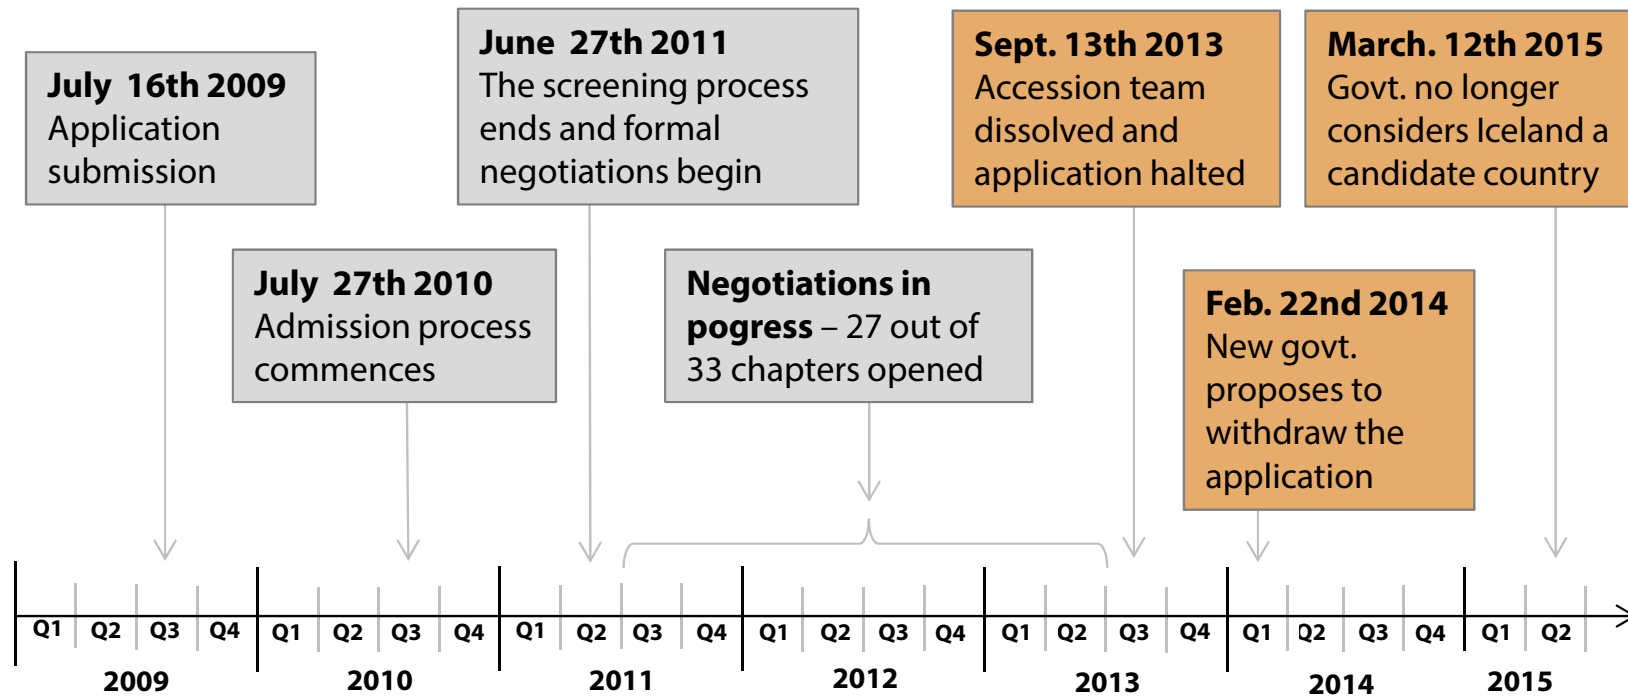 July 16th 2009
Application
submission
June 27th 2011
The screening process
ends and formal
negotiations begin
Sept. 13th 2013
Accession team
dissolved and
application halted
March. 12th 2015
Govt. no longer
considers Iceland a
candidate country
July 27th 2010
Admission process
commences
Negotiations in
pogress – 27 out of
33 chapters opened
Feb. 22nd 2014
New govt.
proposes to
withdraw the
application
Q1 Q2 Q3 Q4 Q1 Q2 Q3 Q4 Q1 Q2 Q3 Q4 Q1 Q2 Q3 Q4 Q1 Q2 Q3 Q4 Q1 Q2 Q3 Q4 Q1 Q2
2009 2010 2011 2012 2013 2014 2015